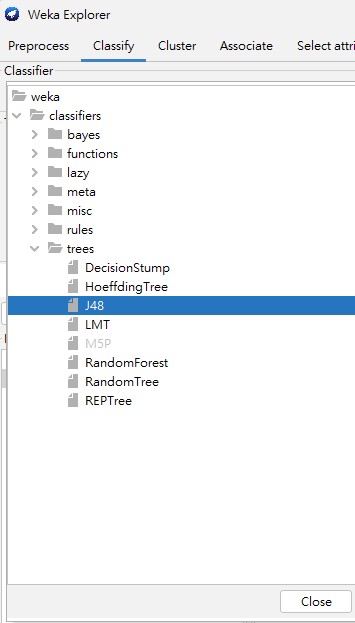 Weka Explorer
Preprocess Classify Cluster Associate Select attri
Classifier
weka
classifiers
bayes
functions
lazy
meta
misc
rules
trees
DecisionStump
HoeffdingTree
J48
LMT
M5P
RandomForest
RandomTree
REPTree
Close